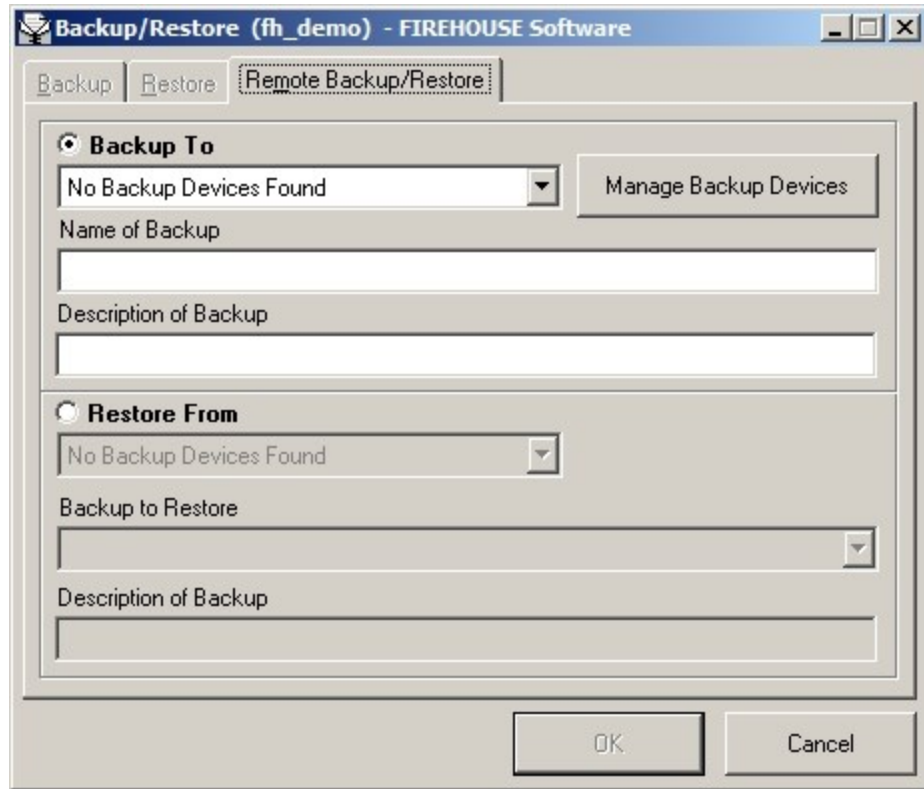 Backup/Restore (fh_demo) - FIREHOUSE Software
Backup Restore Remote Backup/Restore
Backup To
No Backup Devices Found Manage Backup Devices
Name of Backup
Description of Backup
Restore From
No Backup Devices Found
Backup to Restore
Description of Backup
OK Cancel